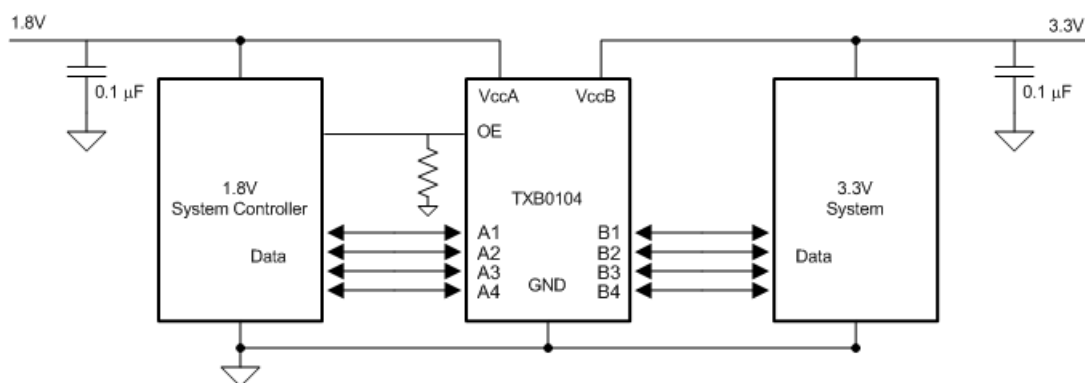 1.8V
3.3V
0.1 μF
VccA
VccB
0.1 μF
OE
1.8V
System Controller
TXB0104
3.3V
System
Data
A1
A2
A3
A4
GND
B1
B2
B3
B4
Data